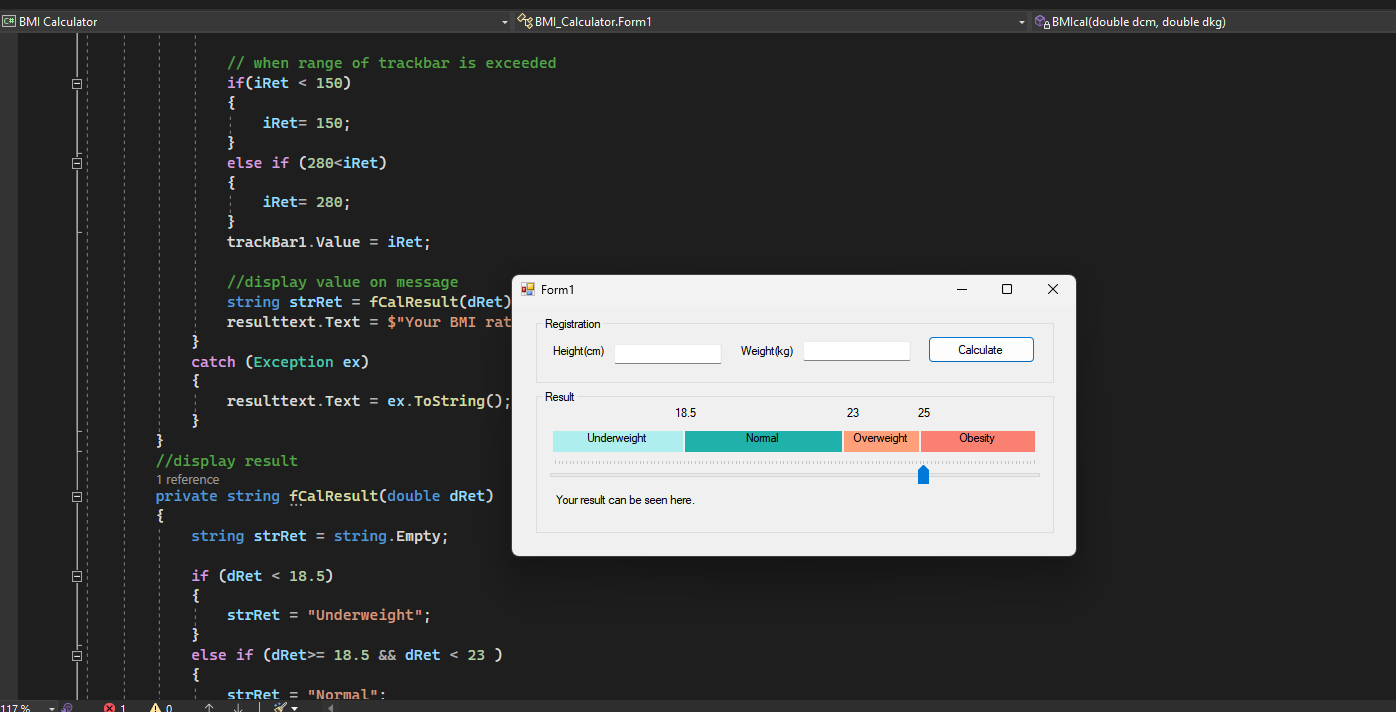 BMI Calculator BMI_Calculator.Form1 BMIcal(double dcm, double dkg)
// when range of trackbar is exceeded
if(iRet < 150)
{
iRet= 150;
}
else if (280<iRet)
{
iRet= 280;
}
trackBar1.Value = iRet;
//display value on message
string strRet = fCalResult(dRet)
resulttext.Text = $"Your BMI rat
}
catch (Exception ex)
{
resulttext.Text = ex.ToString();
}
}
//display result
1 reference
private string fCalResult(double dRet)
{
string strRet = string.Empty;
if (dRet < 18.5)
{
strRet = "Underweight";
}
else if (dRet>= 18.5 && dRet < 23 )
{
strRet = "Normal";
117 % 1 0
Form1
Registration
Height(cm) Weight(kg) Calculate
Result
18.5 23 25
Underweight Normal Overweight Obesity
Your result can be seen here.